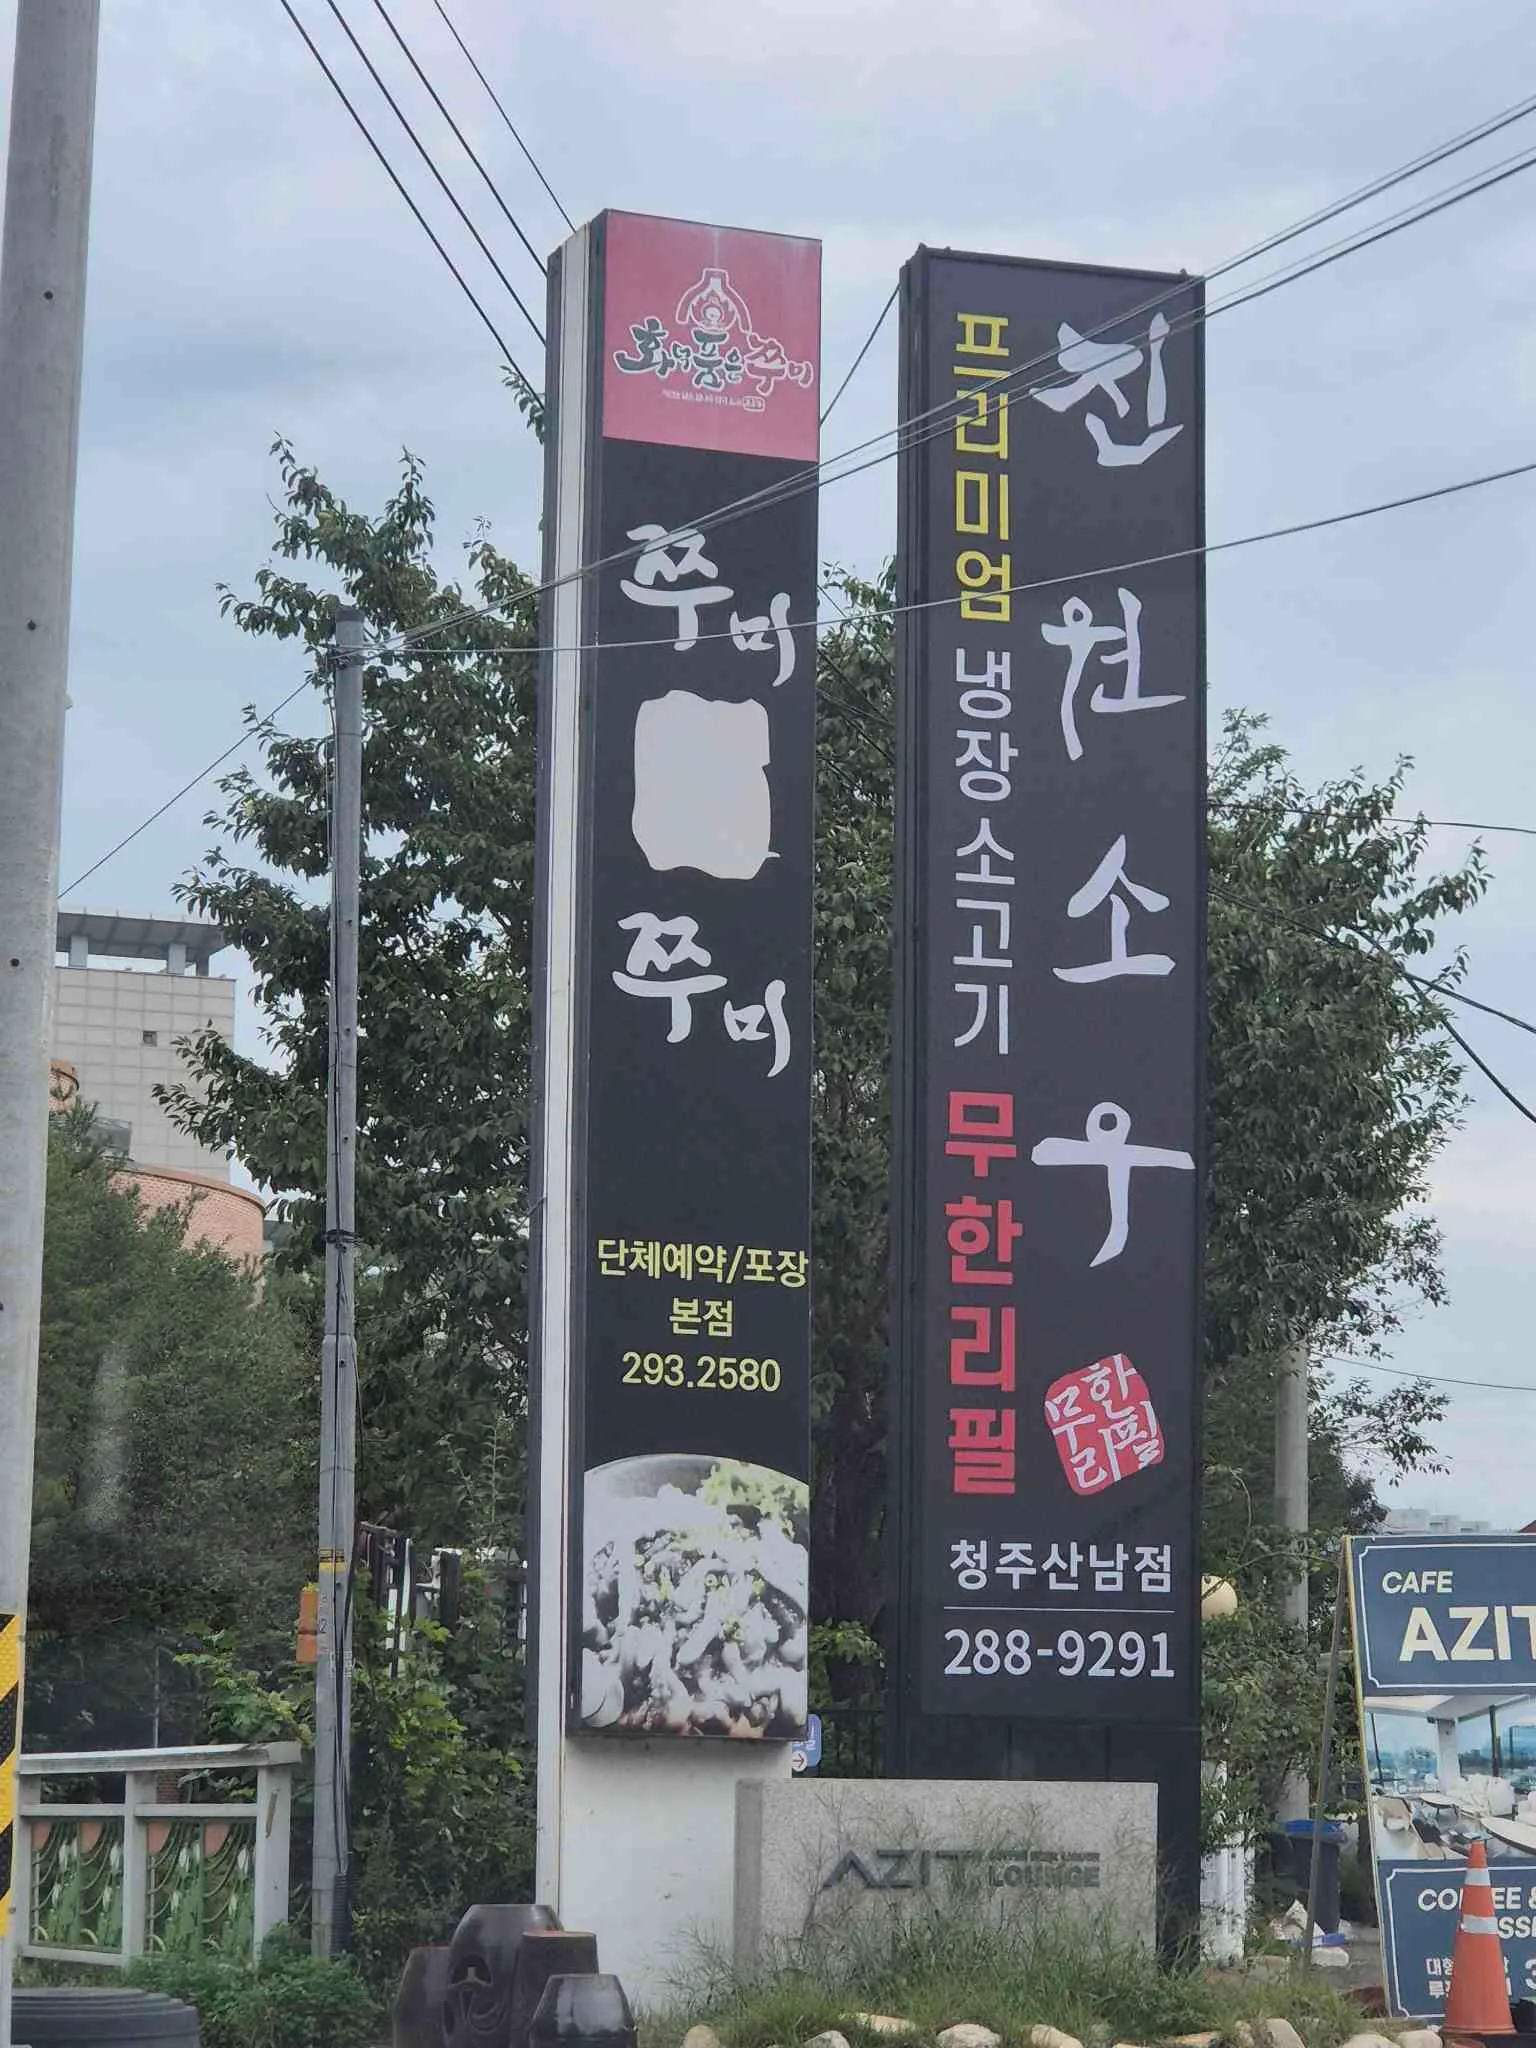 화덕품은쭈미
쭈미
쭈미
단체예약/포장
본점
293.2580
천원소우
프리미엄 냉장소고기 무한리필
무한
리필
청주산남점
288-9291
AZIT
LOUNGE
CAFE
AZIT